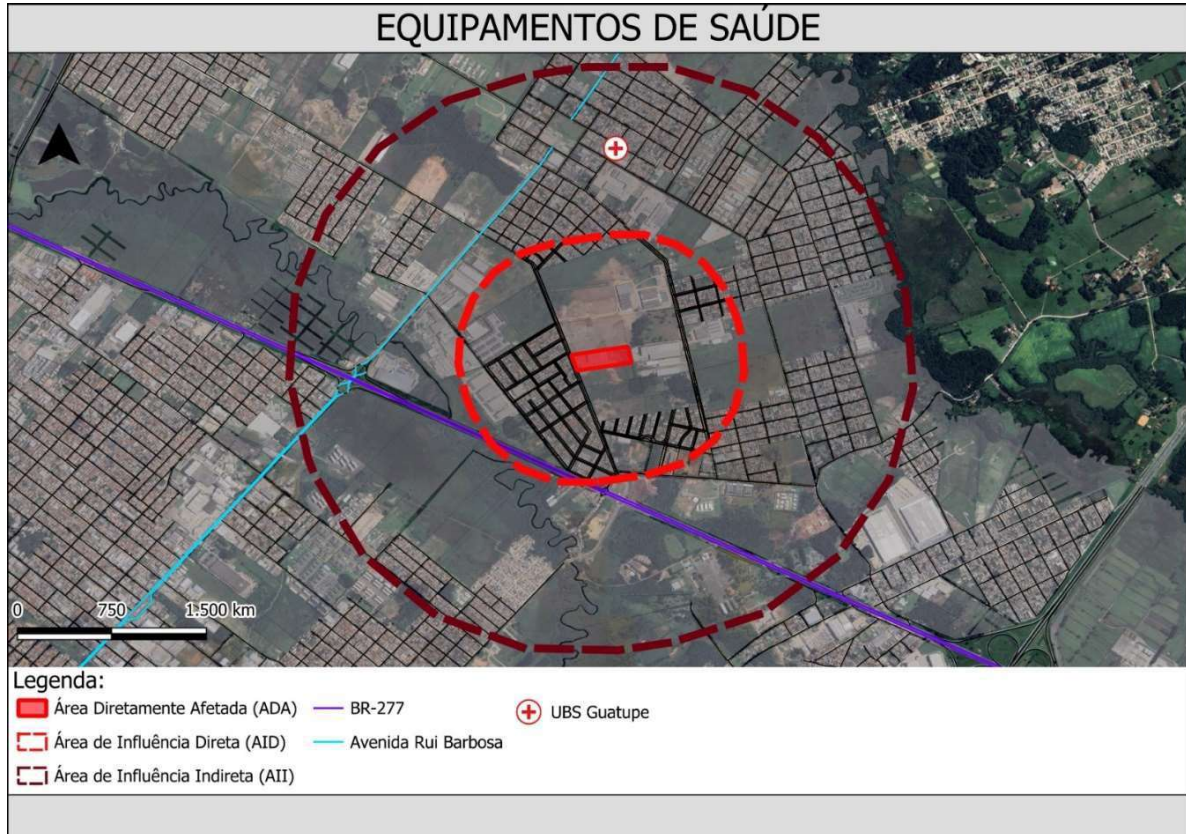 EQUIPAMENTOS DE SAÚDE
0 750 1.500 km
Legenda:
Área Diretamente Afetada (ADA)
Área de Influência Direta (AID)
Área de Influência Indireta (AII)
BR-277
Avenida Rui Barbosa
UBS Guatupe